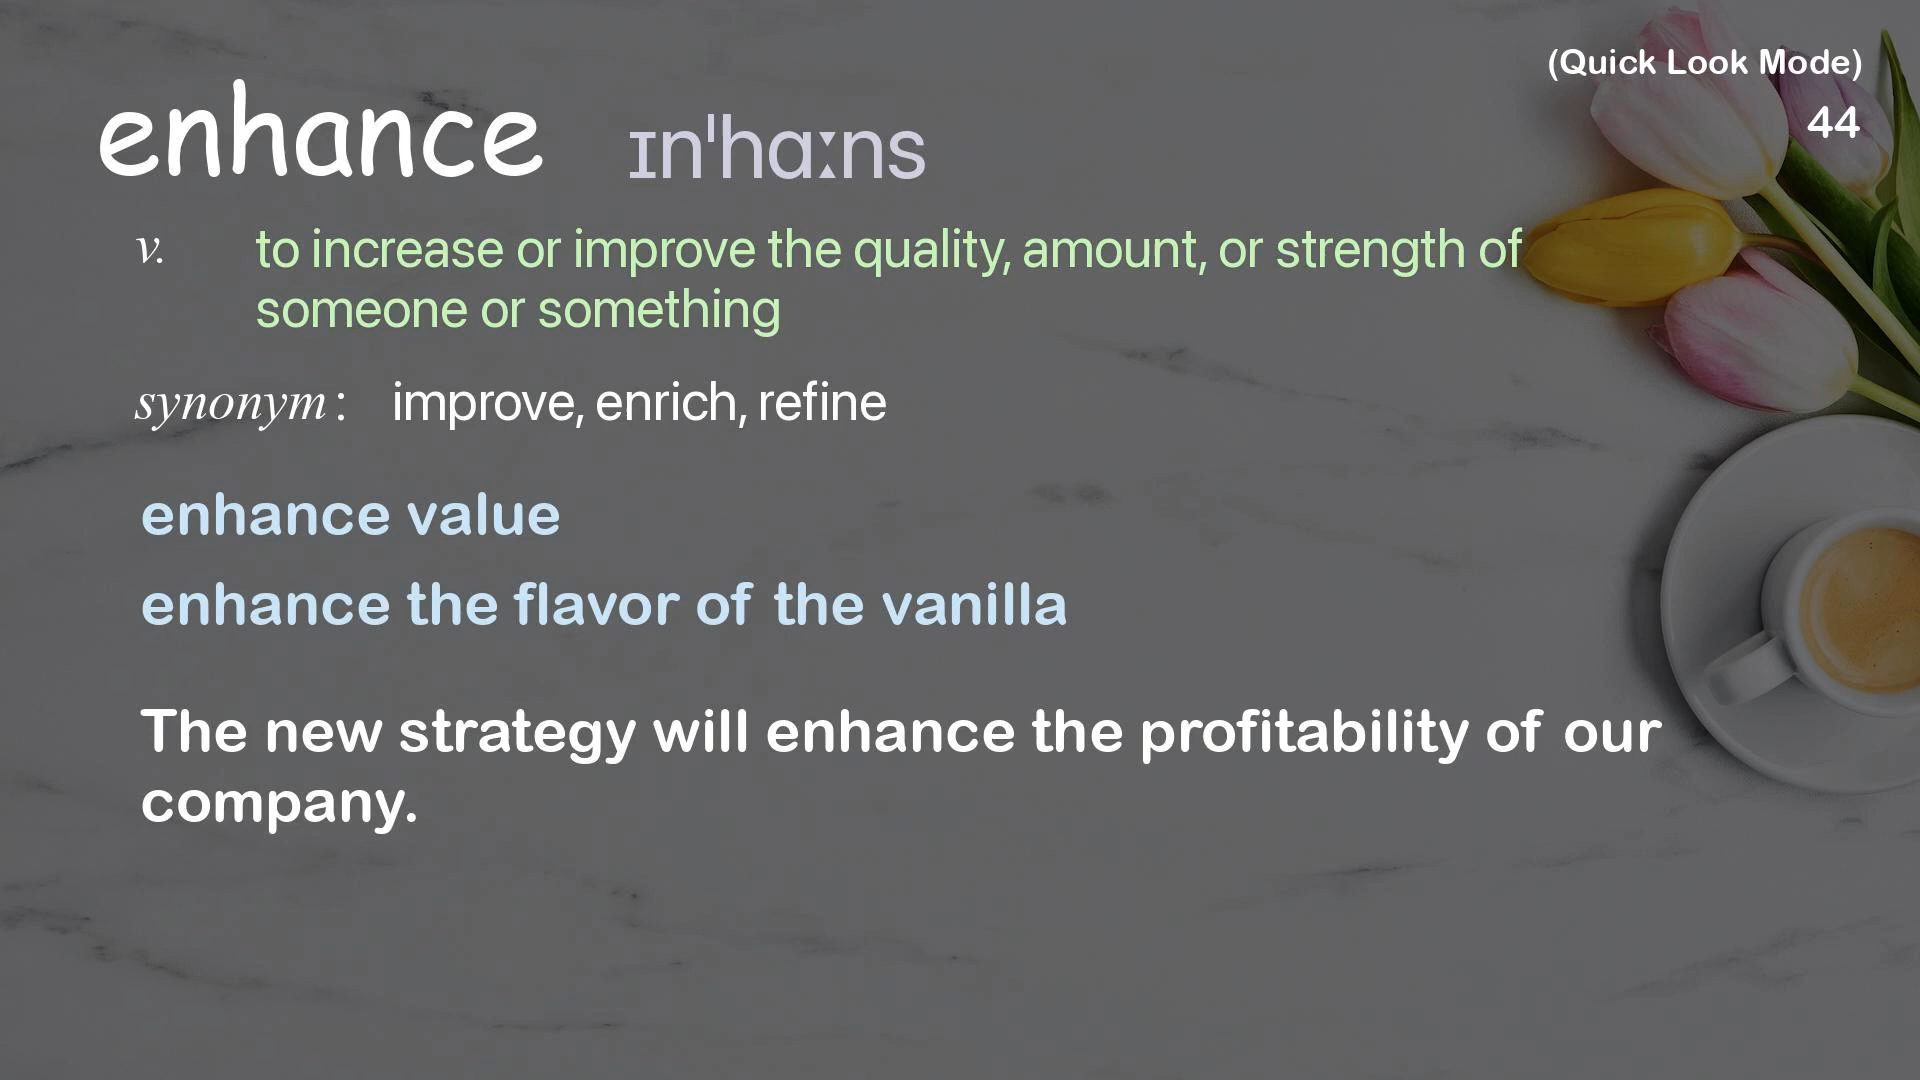 (Quick Look Mode)
44
enhance ɪnˈhɑːns
v. to increase or improve the quality, amount, or strength of
someone or something
synonym: improve, enrich, refine
enhance value
enhance the flavor of the vanilla
The new strategy will enhance the profitability of our
company.